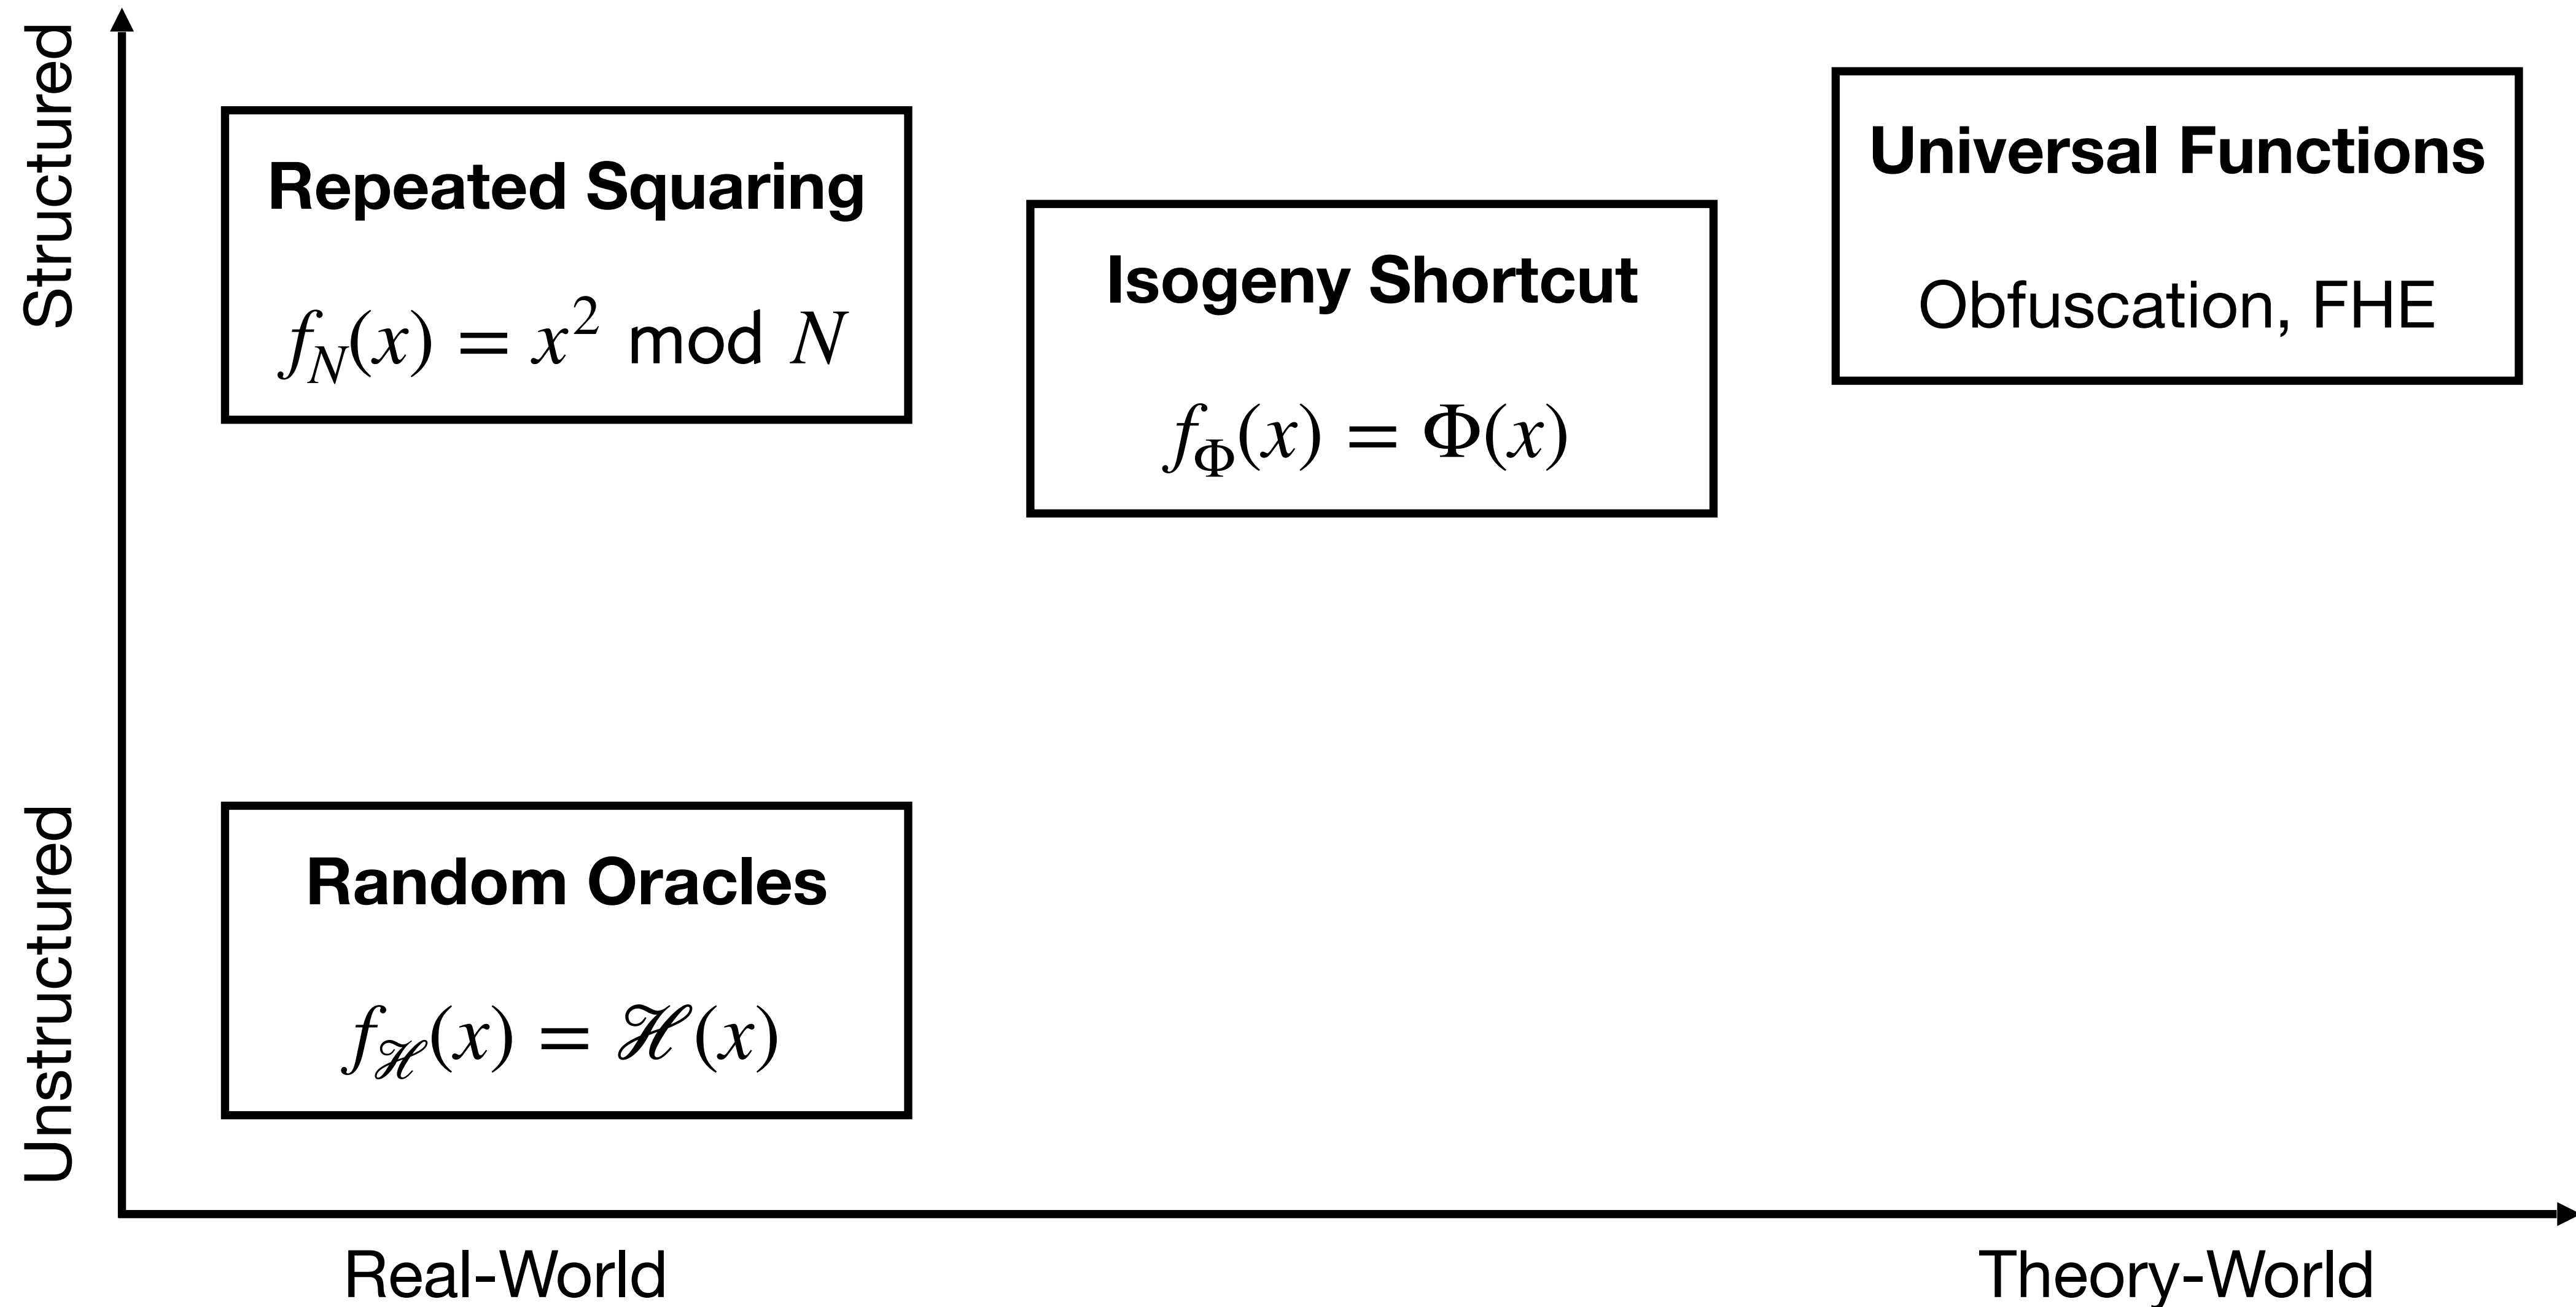 Structured
Repeated Squaring
f_N(x) = x² mod N
Isogeny Shortcut
f_Φ(x) = Φ(x)
Universal Functions
Obfuscation, FHE
Unstructured
Random Oracles
f_ℋ(x) = ℋ(x)
Real-World
Theory-World